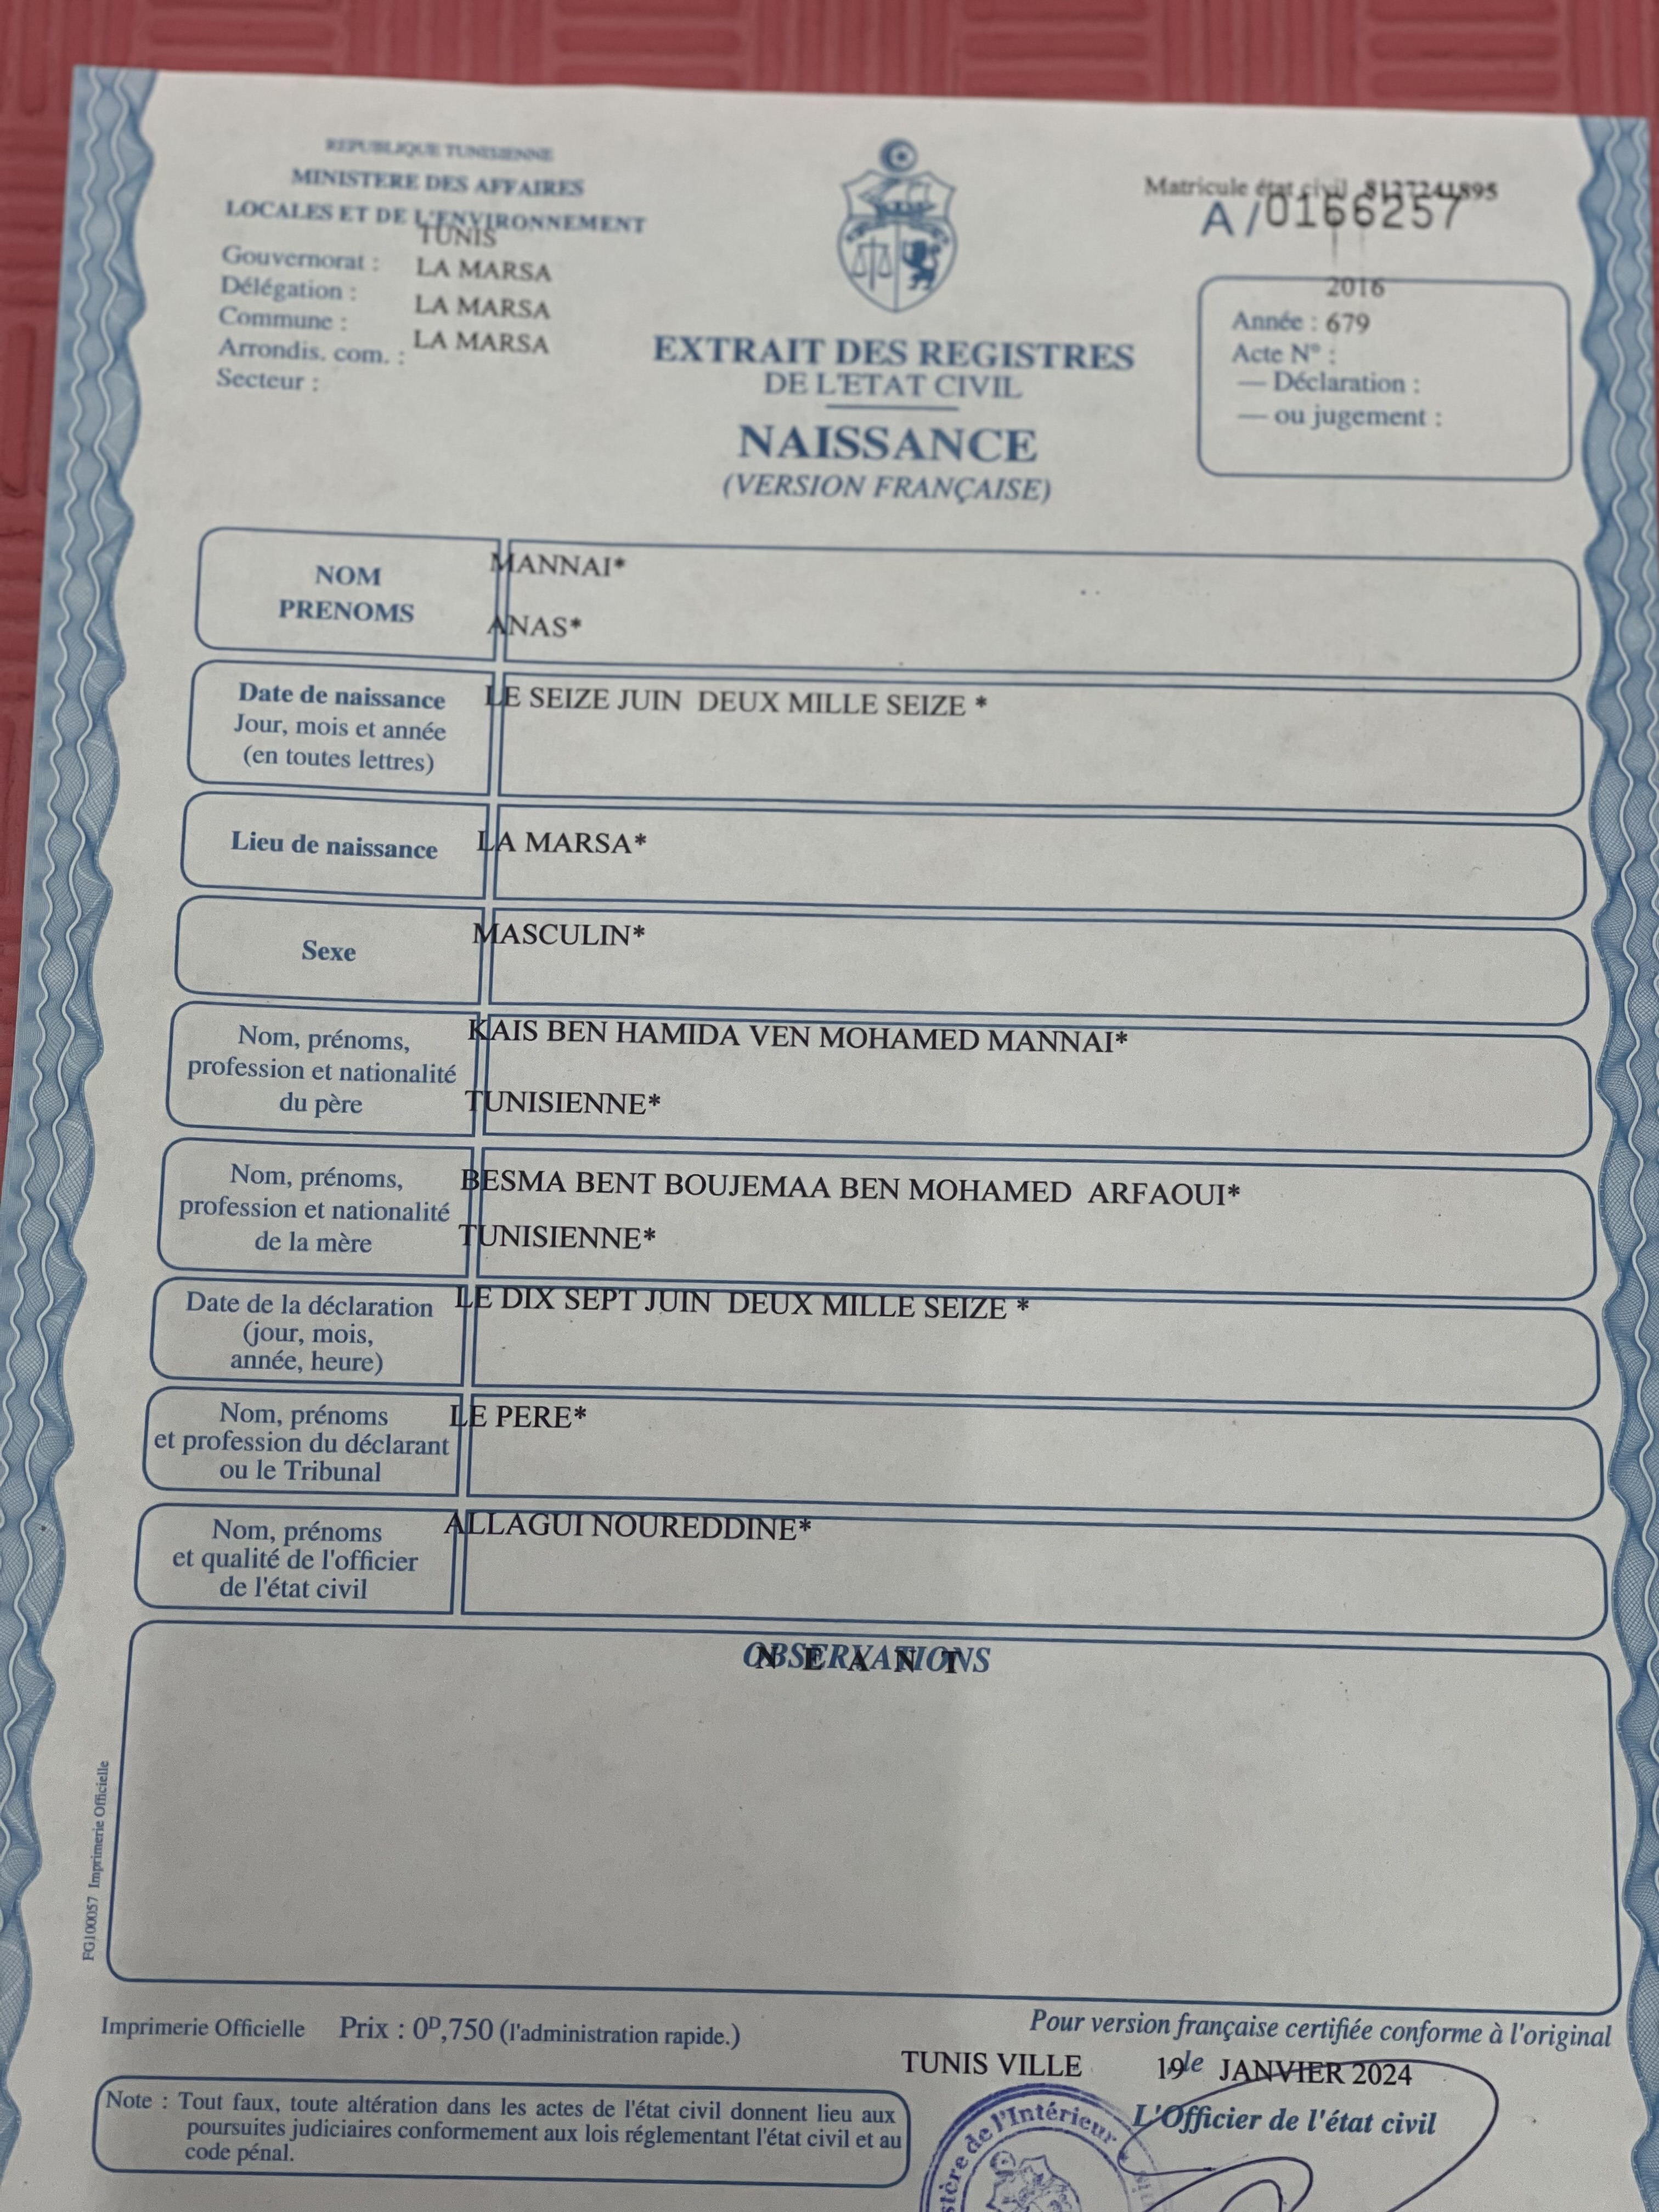 REPUBLIQUE TUNISIENNE
MINISTERE DES AFFAIRES
LOCALES ET DE L'ENVIRONNEMENT
TUNIS
Gouvernorat : LA MARSA
Délégation : LA MARSA
Commune : LA MARSA
Arrondis. com. :
Secteur :
EXTRAIT DES REGISTRES
DE L'ETAT CIVIL
NAISSANCE
(VERSION FRANÇAISE)
Matricule état civil 8127241895
A/0166257
2016
Année : 679
Acte N° :
— Déclaration :
— ou jugement :
NOM
PRENOMS
MANNAI*
ANAS*
Date de naissance
Jour, mois et année
(en toutes lettres)
LE SEIZE JUIN DEUX MILLE SEIZE *
Lieu de naissance
LA MARSA*
Sexe
MASCULIN*
Nom, prénoms,
profession et nationalité
du père
KAIS BEN HAMIDA VEN MOHAMED MANNAI*
TUNISIENNE*
Nom, prénoms,
profession et nationalité
de la mère
BESMA BENT BOUJEMAA BEN MOHAMED ARFAOUI*
TUNISIENNE*
Date de la déclaration
(jour, mois,
année, heure)
LE DIX SEPT JUIN DEUX MILLE SEIZE *
Nom, prénoms
et profession du déclarant
ou le Tribunal
LE PERE*
Nom, prénoms
et qualité de l'officier
de l'état civil
ALLAGUI NOUREDDINE*
OBSERVATIONS
N E A N T
FG100057 Imprimerie Officielle
Imprimerie Officielle Prix : 0ᴰ,750 (l'administration rapide.)
Pour version française certifiée conforme à l'original
TUNIS VILLE 19 le JANVIER 2024
L'Officier de l'état civil
Note : Tout faux, toute altération dans les actes de l'état civil donnent lieu aux
poursuites judiciaires conformement aux lois réglementant l'état civil et au
code pénal.
de l'Intérieur